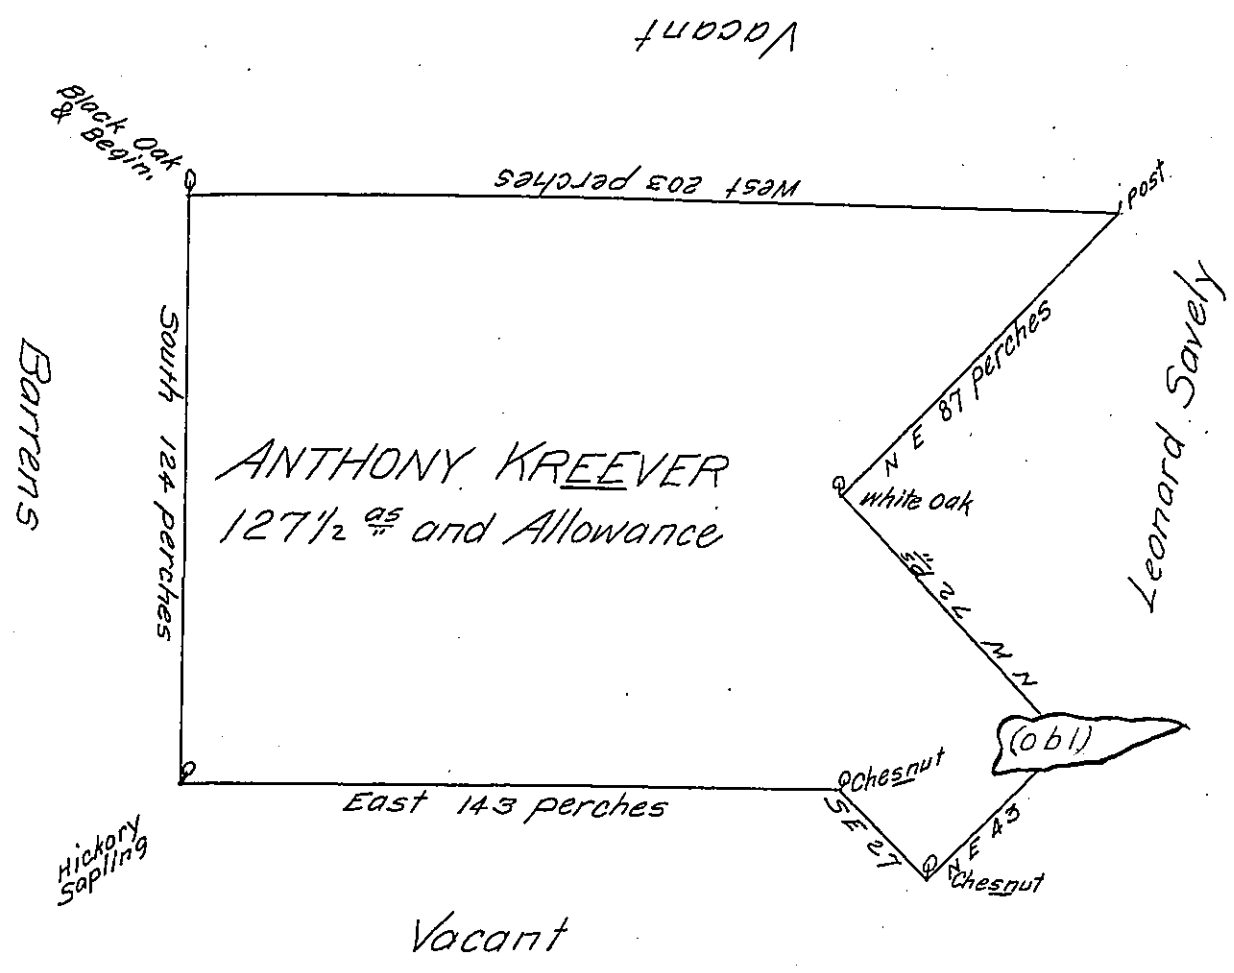 Vacant
Black Oak
& Begin.
West 203 perches
post.
Leonard Savely
N E 87 perches
South 124 perches
Barrens
ANTHONY KREEVER
127½ as and Allowance
white Oak
N W 72 ps
(obl)
Chesnut
East 143 perches
SE 27
NE 43
Chesnut
Hickory
Sapling
Vacant